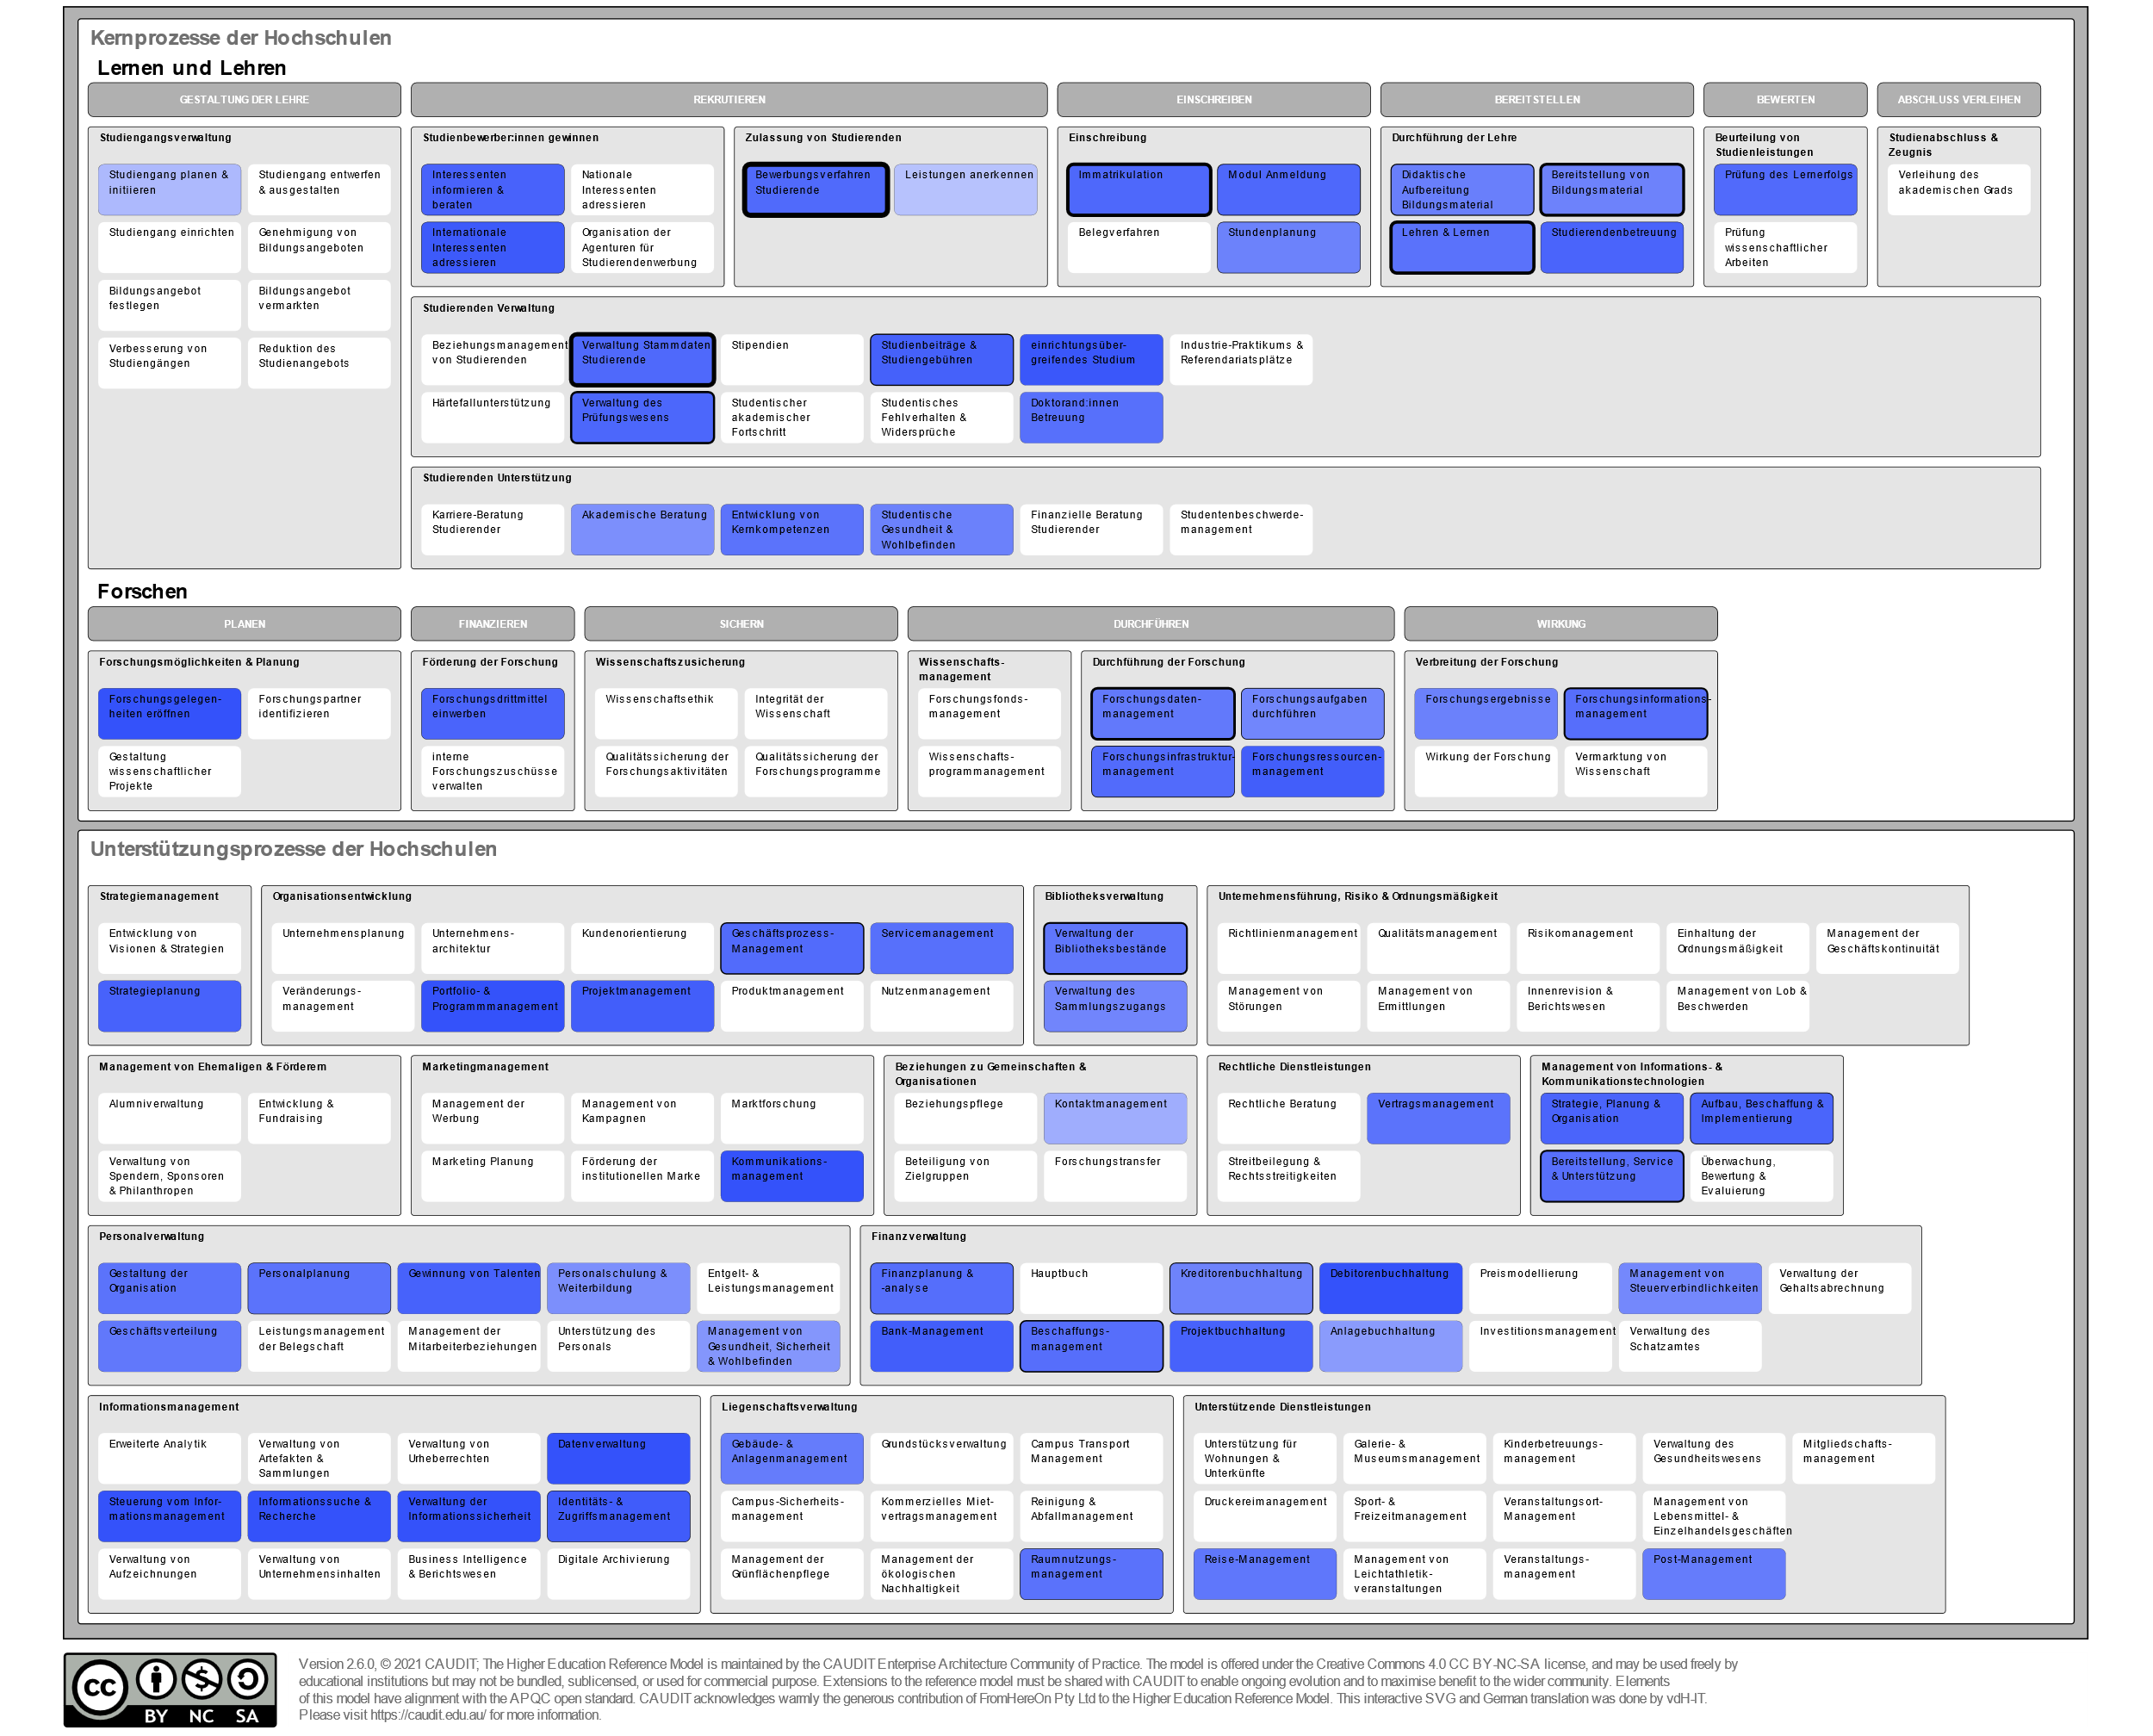 Kernprozesse der Hochschulen
Lernen und Lehren
GESTALTUNG DER LEHRE
REKRUTIEREN
EINSCHREIBEN
BEREITSTELLEN
BEWERTEN
ABSCHLUSS VERLEIHEN
Studiengangsverwaltung
Studiengang planen &
initiieren
Studiengang entwerfen
& ausgestalten
Studiengang einrichten
Genehmigung von
Bildungsangeboten
Bildungsangebot
festlegen
Bildungsangebot
vermarkten
Verbesserung von
Studiengängen
Reduktion des
Studienangebots
Studienbewerber:innen gewinnen
Interessenten
informieren &
beraten
Nationale
Interessenten
adressieren
Internationale
Interessenten
adressieren
Organisation der
Agenturen für
Studierendenwerbung
Zulassung von Studierenden
Bewerbungsverfahren
Studierende
Leistungen anerkennen
Einschreibung
Immatrikulation
Modul Anmeldung
Belegverfahren
Stundenplanung
Durchführung der Lehre
Didaktische
Aufbereitung
Bildungsmaterial
Bereitstellung von
Bildungsmaterial
Lehren & Lernen
Studierendenbetreuung
Beurteilung von
Studienleistungen
Prüfung des Lernerfolgs
Prüfung
wissenschaftlicher
Arbeiten
Studienabschluss &
Zeugnis
Verleihung des
akademischen Grads
Studierenden Verwaltung
Beziehungsmanagement
von Studierenden
Verwaltung Stammdaten
Studierende
Stipendien
Studienbeiträge &
Studiengebühren
einrichtungsüber-
greifendes Studium
Industrie-Praktikums &
Referendariatsplätze
Härtefallunterstützung
Verwaltung des
Prüfungswesens
Studentischer
akademischer
Fortschritt
Studentisches
Fehlverhalten &
Widersprüche
Doktorand:innen
Betreuung
Studierenden Unterstützung
Karriere-Beratung
Studierender
Akademische Beratung
Entwicklung von
Kernkompetenzen
Studentische
Gesundheit &
Wohlbefinden
Finanzielle Beratung
Studierender
Studentenbeschwerde-
management
Forschen
PLANEN
FINANZIEREN
SICHERN
DURCHFÜHREN
WIRKUNG
Forschungsmöglichkeiten & Planung
Forschungsgelegen-
heiten eröffnen
Forschungspartner
identifizieren
Gestaltung
wissenschaftlicher
Projekte
Förderung der Forschung
Forschungsdrittmittel
einwerben
interne
Forschungszuschüsse
verwalten
Wissenschaftszusicherung
Wissenschaftsethik
Integrität der
Wissenschaft
Qualitätssicherung der
Forschungsaktivitäten
Qualitätssicherung der
Forschungsprogramme
Wissenschafts-
management
Forschungsfonds-
management
Wissenschafts-
programmanagement
Durchführung der Forschung
Forschungsdaten-
management
Forschungsaufgaben
durchführen
Forschungsinfrastruktur-
management
Forschungsressourcen-
management
Verbreitung der Forschung
Forschungsergebnisse
Forschungsinformations-
management
Wirkung der Forschung
Vermarktung von
Wissenschaft
Unterstützungsprozesse der Hochschulen
Strategiemanagement
Entwicklung von
Visionen & Strategien
Strategieplanung
Organisationsentwicklung
Unternehmensplanung
Unternehmens-
architektur
Kundenorientierung
Geschäftsprozess-
Management
Servicemanagement
Veränderungs-
management
Portfolio- &
Programmmanagement
Projektmanagement
Produktmanagement
Nutzenmanagement
Bibliotheksverwaltung
Verwaltung der
Bibliotheksbestände
Verwaltung des
Sammlungszugangs
Unternehmensführung, Risiko & Ordnungsmäßigkeit
Richtlinienmanagement
Qualitätsmanagement
Risikomanagement
Einhaltung der
Ordnungsmäßigkeit
Management der
Geschäftskontinuität
Management von
Störungen
Management von
Ermittlungen
Innenrevision &
Berichtswesen
Management von Lob &
Beschwerden
Management von Ehemaligen & Förderern
Alumniverwaltung
Entwicklung &
Fundraising
Verwaltung von
Spendern, Sponsoren
& Philanthropen
Marketingmanagement
Management der
Werbung
Management von
Kampagnen
Marktforschung
Marketing Planung
Förderung der
institutionellen Marke
Kommunikations-
management
Beziehungen zu Gemeinschaften &
Organisationen
Beziehungspflege
Kontaktmanagement
Beteiligung von
Zielgruppen
Forschungstransfer
Rechtliche Dienstleistungen
Rechtliche Beratung
Vertragsmanagement
Streitbeilegung &
Rechtsstreitigkeiten
Management von Informations- &
Kommunikationstechnologien
Strategie, Planung &
Organisation
Aufbau, Beschaffung &
Implementierung
Bereitstellung, Service
& Unterstützung
Überwachung,
Bewertung &
Evaluierung
Personalverwaltung
Gestaltung der
Organisation
Personalplanung
Gewinnung von Talenten
Personalschulung &
Weiterbildung
Entgelt- &
Leistungsmanagement
Geschäftsverteilung
Leistungsmanagement
der Belegschaft
Management der
Mitarbeiterbeziehungen
Unterstützung des
Personals
Management von
Gesundheit, Sicherheit
& Wohlbefinden
Finanzverwaltung
Finanzplanung &
-analyse
Hauptbuch
Kreditorenbuchhaltung
Debitorenbuchhaltung
Preismodellierung
Management von
Steuerverbindlichkeiten
Verwaltung der
Gehaltsabrechnung
Bank-Management
Beschaffungs-
management
Projektbuchhaltung
Anlagebuchhaltung
Investitionsmanagement
Verwaltung des
Schatzamtes
Informationsmanagement
Erweiterte Analytik
Verwaltung von
Artefakten &
Sammlungen
Verwaltung von
Urheberrechten
Datenverwaltung
Steuerung vom Infor-
mationsmanagement
Informationssuche &
Recherche
Verwaltung der
Informationssicherheit
Identitäts- &
Zugriffsmanagement
Verwaltung von
Aufzeichnungen
Verwaltung von
Unternehmensinhalten
Business Intelligence
& Berichtswesen
Digitale Archivierung
Liegenschaftsverwaltung
Gebäude- &
Anlagenmanagement
Grundstücksverwaltung
Campus Transport
Management
Campus-Sicherheits-
management
Kommerzielles Miet-
vertragsmanagement
Reinigung &
Abfallmanagement
Management der
Grünflächenpflege
Management der
ökologischen
Nachhaltigkeit
Raumnutzungs-
management
Unterstützende Dienstleistungen
Unterstützung für
Wohnungen &
Unterkünfte
Galerie- &
Museumsmanagement
Kinderbetreuungs-
management
Verwaltung des
Gesundheitswesens
Mitgliedschafts-
management
Druckereimanagement
Sport- &
Freizeitmanagement
Veranstaltungsort-
Management
Management von
Lebensmittel- &
Einzelhandelsgeschäften
Reise-Management
Management von
Leichtathletik-
veranstaltungen
Veranstaltungs-
management
Post-Management
CC
BY NC SA
Version 2.6.0, © 2021 CAUDIT; The Higher Education Reference Model is maintained by the CAUDIT Enterprise Architecture Community of Practice. The model is offered under the Creative Commons 4.0 CC BY-NC-SA license, and may be used freely by
educational institutions but may not be bundled, sublicensed, or used for commercial purpose. Extensions to the reference model must be shared with CAUDIT to enable ongoing evolution and to maximise benefit to the wider community. Elements
of this model have alignment with the APQC open standard. CAUDIT acknowledges warmly the generous contribution of FromHereOn Pty Ltd to the Higher Education Reference Model. This interactive SVG and German translation was done by vdH-IT.
Please visit https://caudit.edu.au/ for more information.